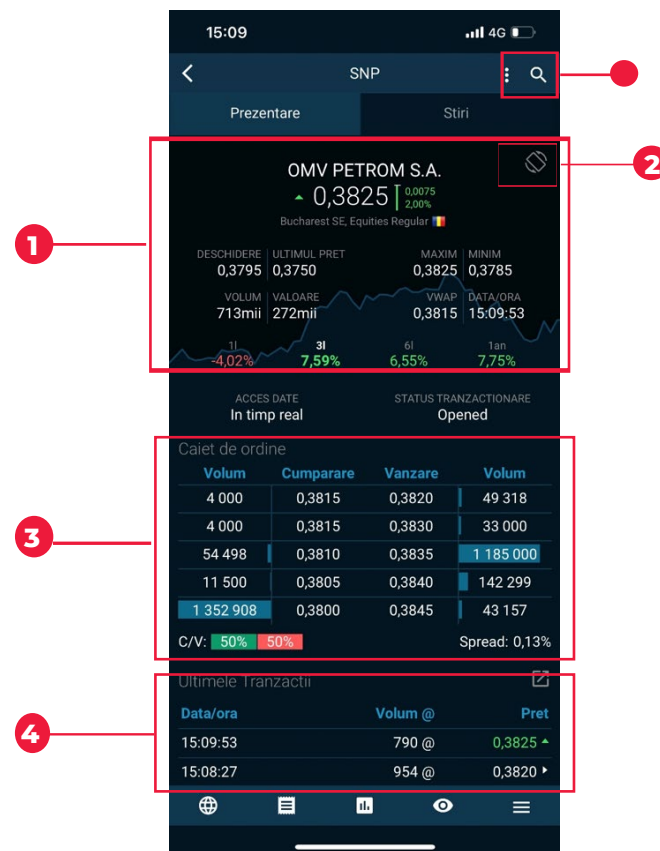 15:09 4G
SNP
Prezentare Stiri
2
OMV PETROM S.A.
0,3825 0,0075
2,00%
Bucharest SE, Equities Regular
1
DESCHIDERE ULTIMUL PRET MAXIM MINIM
0,3795 0,3750 0,3825 0,3785
VOLUM VALOARE VWAP DATA/ORA
713mii 272mii 0,3815 15:09:53
1l 3l 6l 1an
-4,02% 7,59% 6,55% 7,75%
ACCES DATE STATUS TRANZACTIONARE
In timp real Opened
Caiet de ordine
Volum Cumparare Vanzare Volum
4 000 0,3815 0,3820 49 318
4 000 0,3815 0,3830 33 000
3
54 498 0,3810 0,3835 1 185 000
11 500 0,3805 0,3840 142 299
1 352 908 0,3800 0,3845 43 157
C/V: 50% 50% Spread: 0,13%
Ultimele Tranzactii
Data/ora Volum @ Pret
4
15:09:53 790 @ 0,3825
15:08:27 954 @ 0,3820